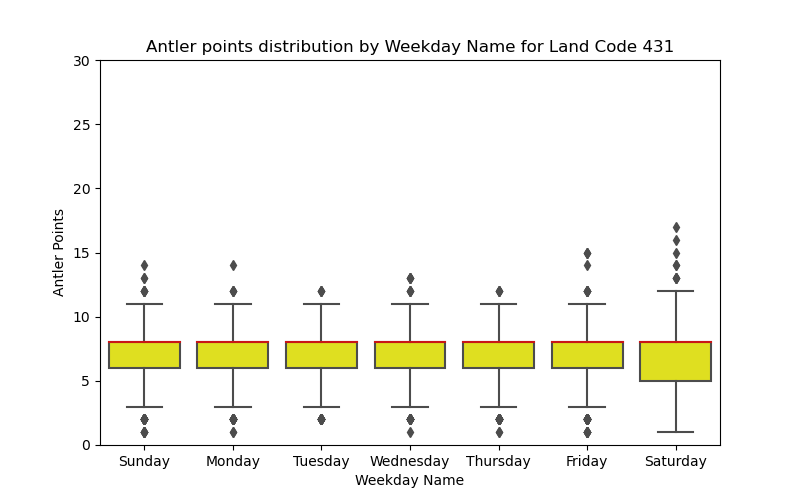 Antler points distribution by Weekday Name for Land Code 431
30
25
20
15
10
5
0
Antler Points
Sunday Monday Tuesday Wednesday Thursday Friday Saturday
Weekday Name